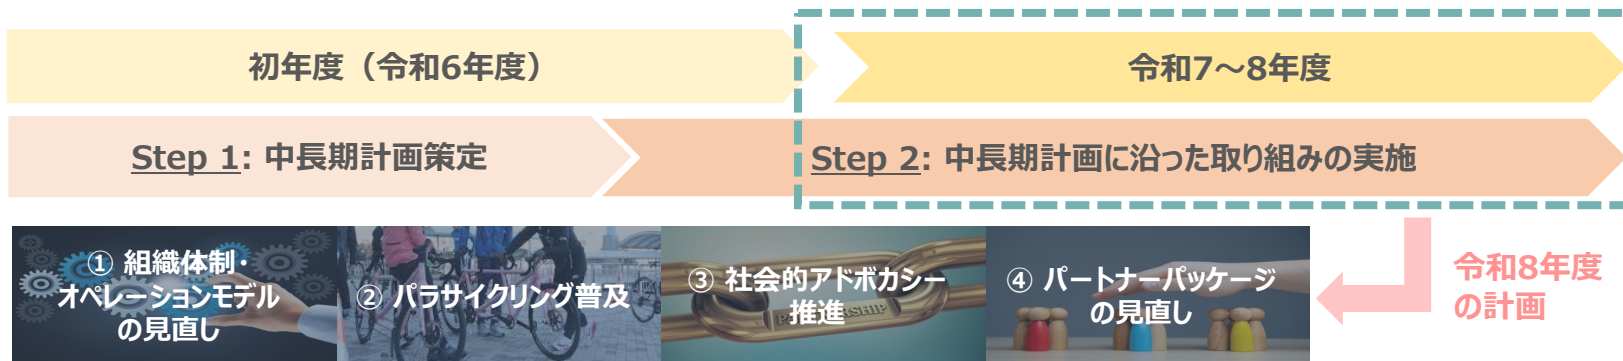 初年度（令和6年度）
令和7～8年度
Step 1: 中長期計画策定
Step 2: 中長期計画に沿った取り組みの実施
① 組織体制・
オペレーションモデル
の見直し
② パラサイクリング普及
③ 社会的アドボカシー
推進
④ パートナーパッケージ
の見直し
令和8年度
の計画